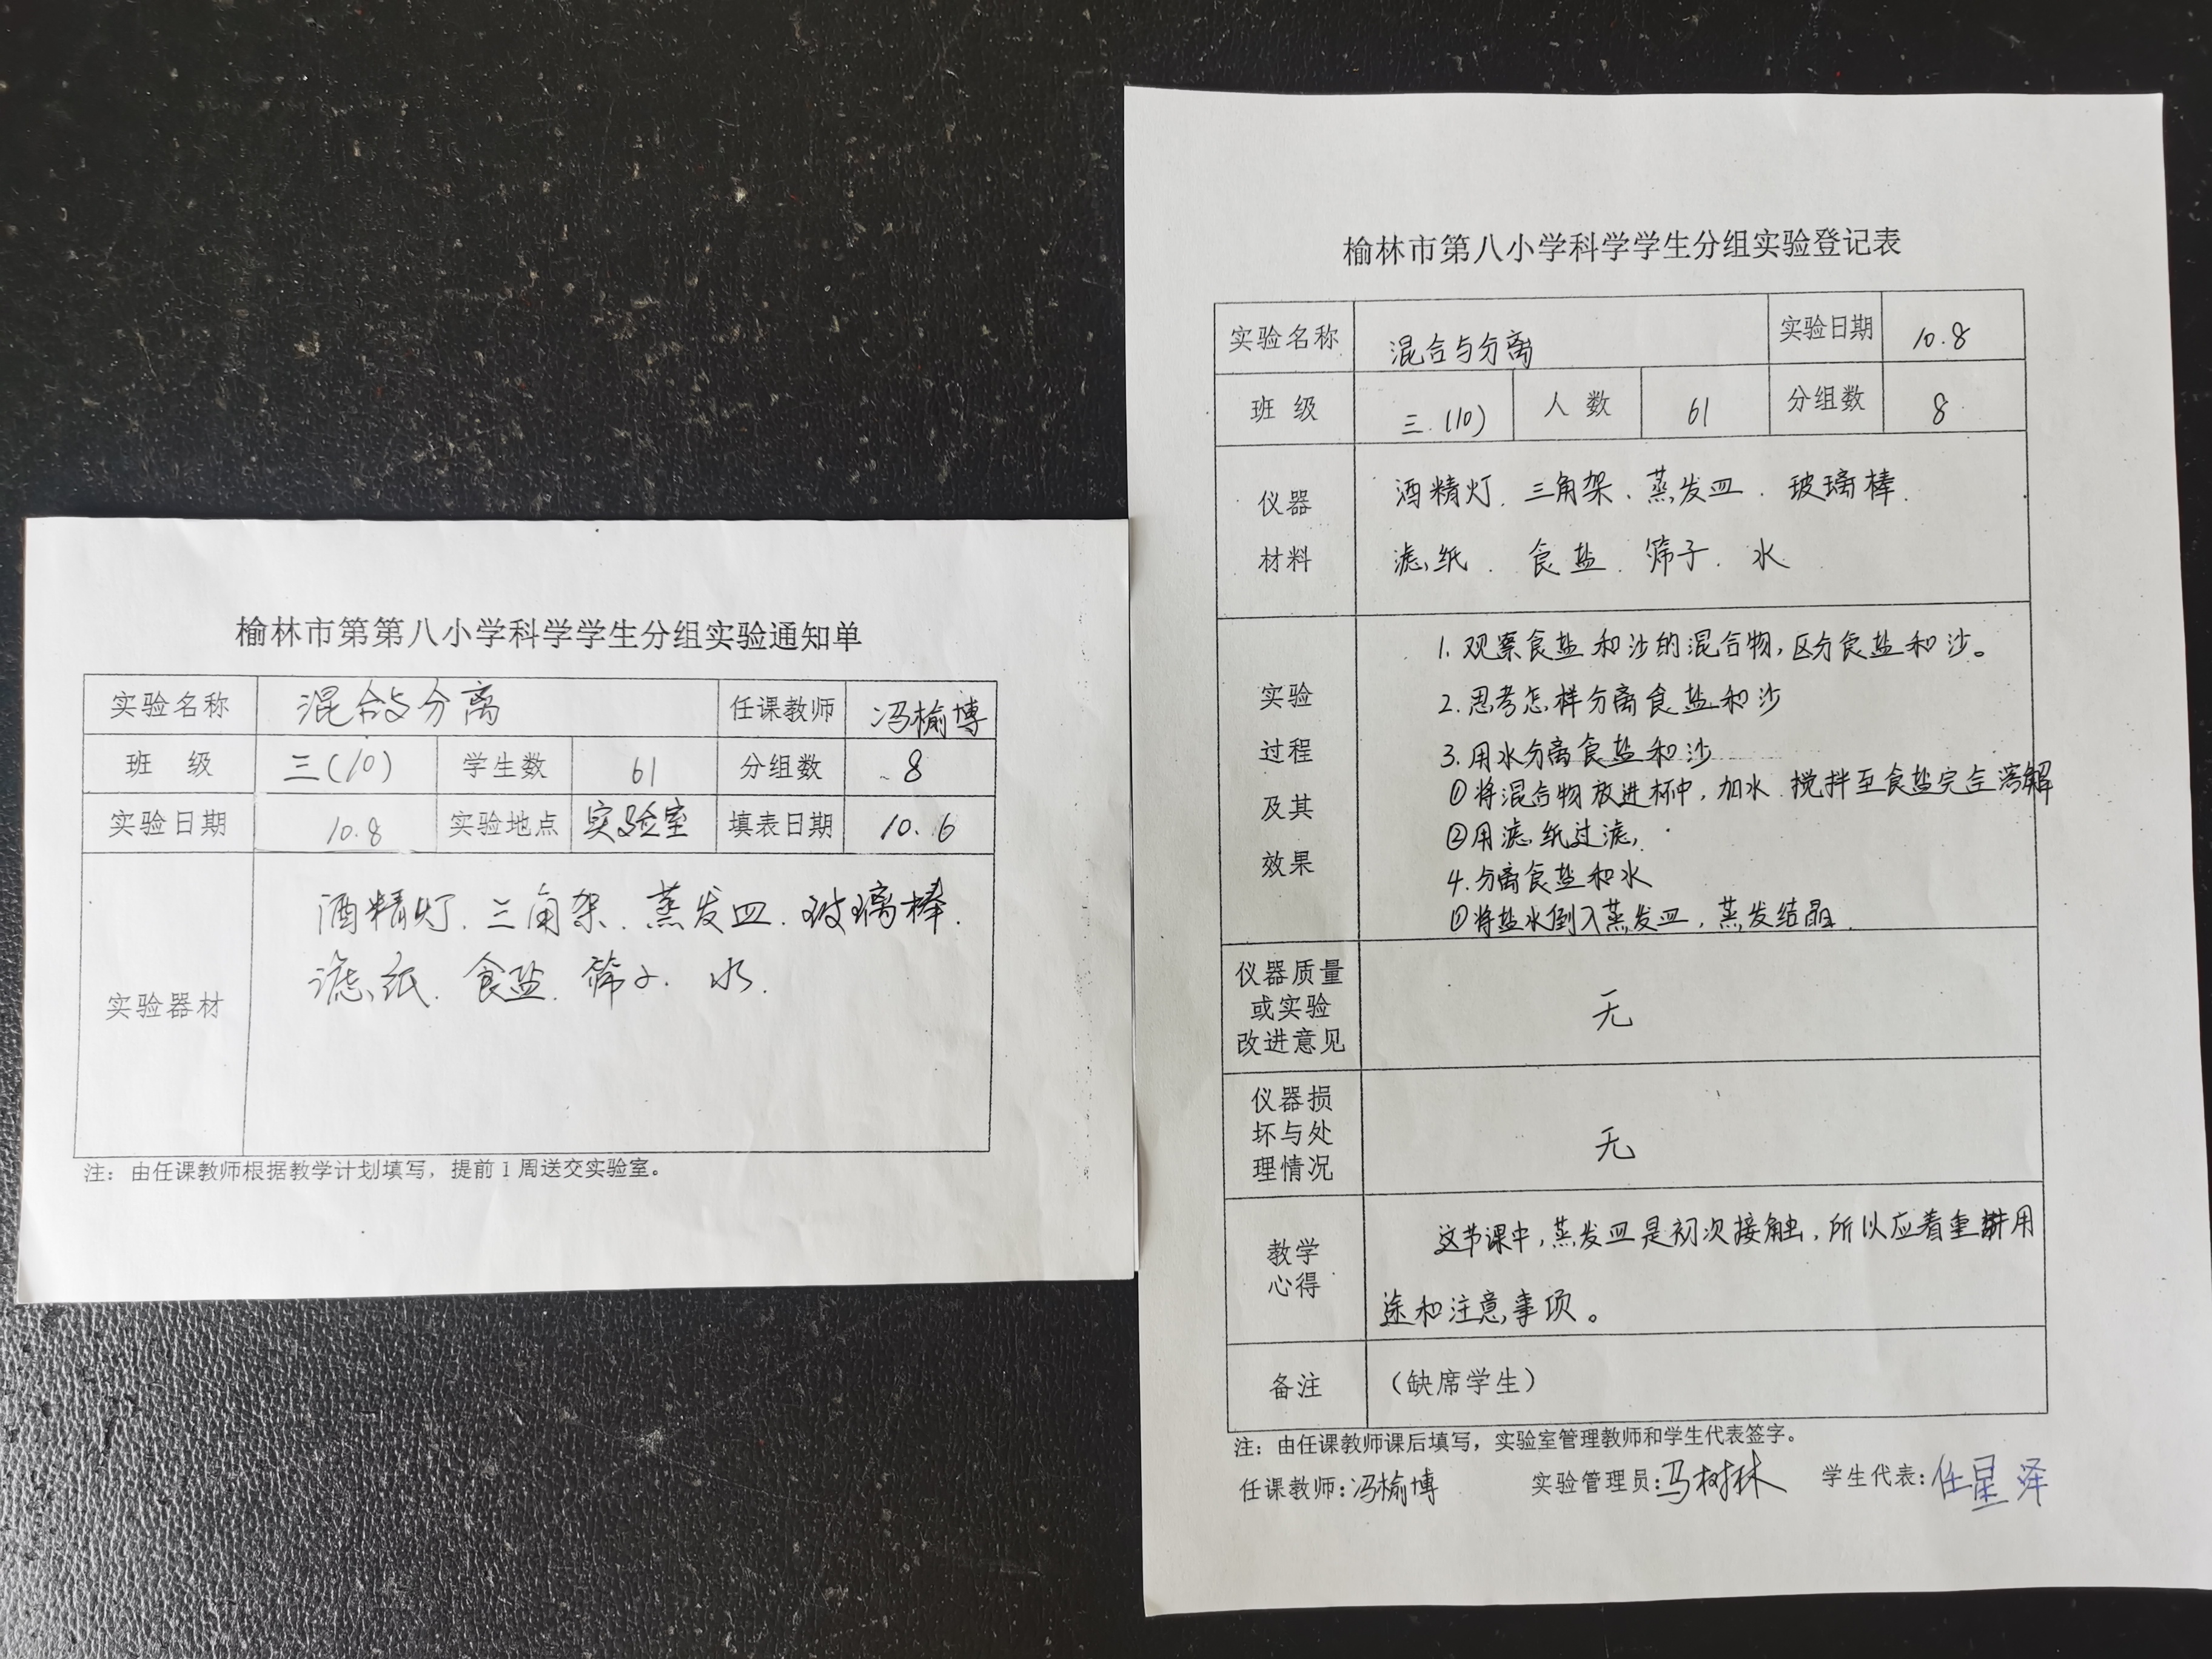 榆林市第第八小学科学学生分组实验通知单
实验名称 混合与分离 任课教师 冯榆博
班 级 三(10) 学生数 61 分组数 8
实验日期 10.8 实验地点 实验室 填表日期 10.6
实验器材
酒精灯. 三角架. 蒸发皿. 玻璃棒.
滤纸. 食盐. 筛子. 水.
注：由任课教师根据教学计划填写，提前1周送交实验室。
榆林市第八小学科学学生分组实验登记表
实验名称 混合与分离 实验日期 10.8
班 级 三.(10) 人 数 61 分组数 8
仪器
材料
酒精灯. 三角架、蒸发皿. 玻璃棒.
滤纸. 食盐. 筛子. 水
实验
过程
及其
效果
1. 观察食盐和沙的混合物,区分食盐和沙。
2. 思考怎样分离食盐和沙
3. 用水分离食盐和沙
①将混合物放进杯中,加水 搅拌至食盐完全溶解
②用滤纸过滤,
4. 分离食盐和水
①将盐水倒入蒸发皿,蒸发结晶.
仪器质量
或实验
改进意见
无
仪器损
坏与处
理情况
无
教学
心得
这节课中,蒸发皿是初次接触,所以应着重讲用
途和注意事项。
备注 （缺席学生）
注：由任课教师课后填写，实验室管理教师和学生代表签字。
任课教师:冯榆博 实验管理员:马树林 学生代表:任星泽